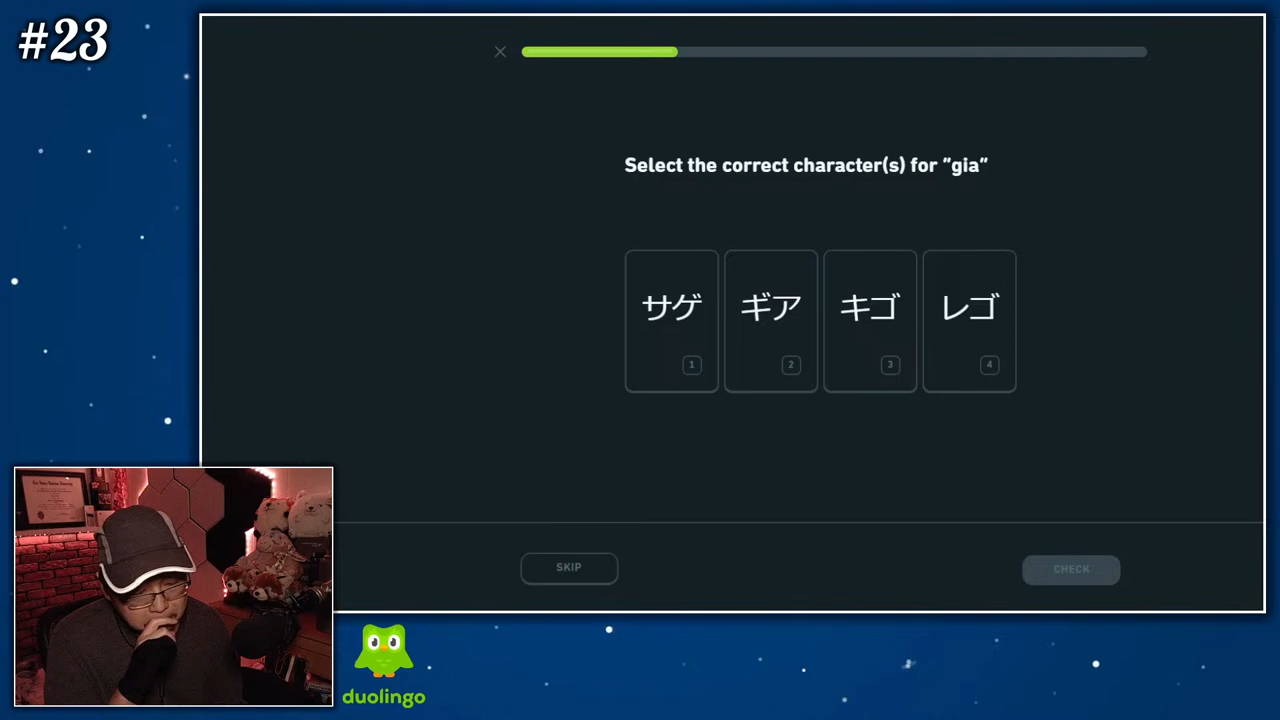 #23
Select the correct character(s) for “gia”
サゲ
ギア
キゴ
レゴ
1
2
3
4
SKIP
CHECK
duolingo